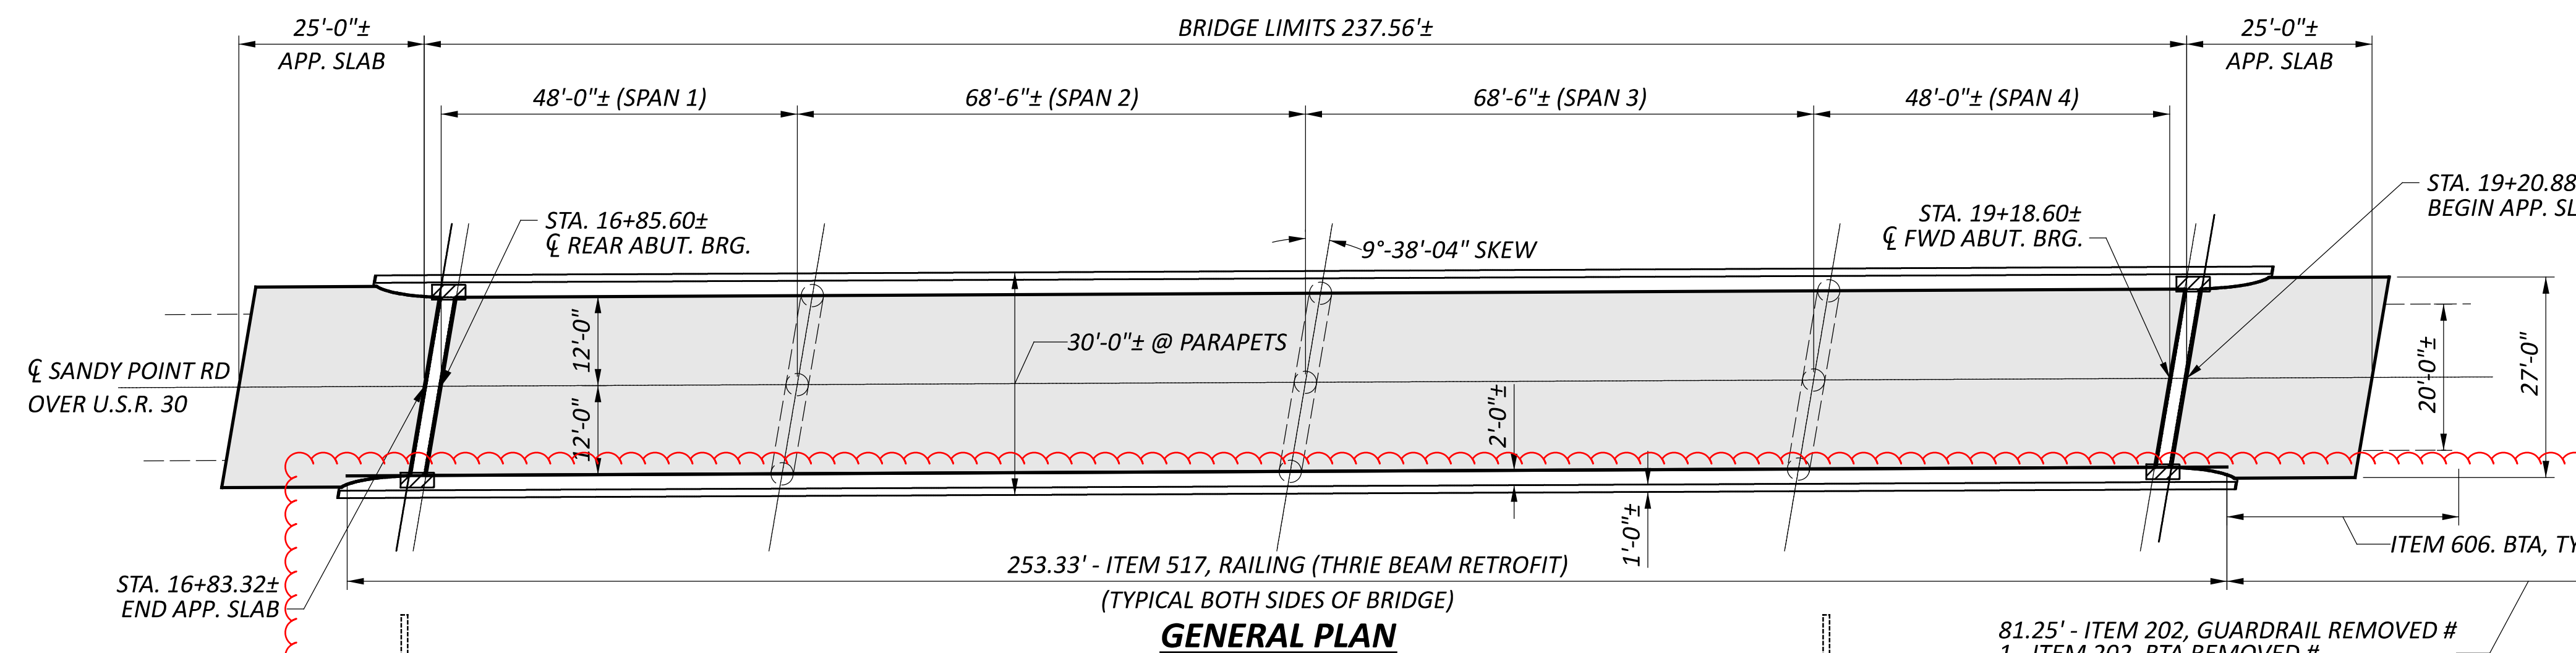 25'-0"±
APP. SLAB
BRIDGE LIMITS 237.56'±
25'-0"±
APP. SLAB
48'-0"± (SPAN 1)
68'-6"± (SPAN 2)
68'-6"± (SPAN 3)
48'-0"± (SPAN 4)
STA. 16+85.60±
℄ REAR ABUT. BRG.
9°-38'-04" SKEW
STA. 19+18.60±
℄ FWD ABUT. BRG.
STA. 19+20.88
BEGIN APP. SL
℄ SANDY POINT RD
OVER U.S.R. 30
12'-0"
12'-0"
30'-0"± @ PARAPETS
2'-0"±
1'-0"±
20'-0"±
27'-0"
STA. 16+83.32±
END APP. SLAB
253.33' - ITEM 517, RAILING (THRIE BEAM RETROFIT)
(TYPICAL BOTH SIDES OF BRIDGE)
GENERAL PLAN
ITEM 606. BTA, TY
81.25' - ITEM 202, GUARDRAIL REMOVED #
1 - ITEM 202, BTA REMOVED #